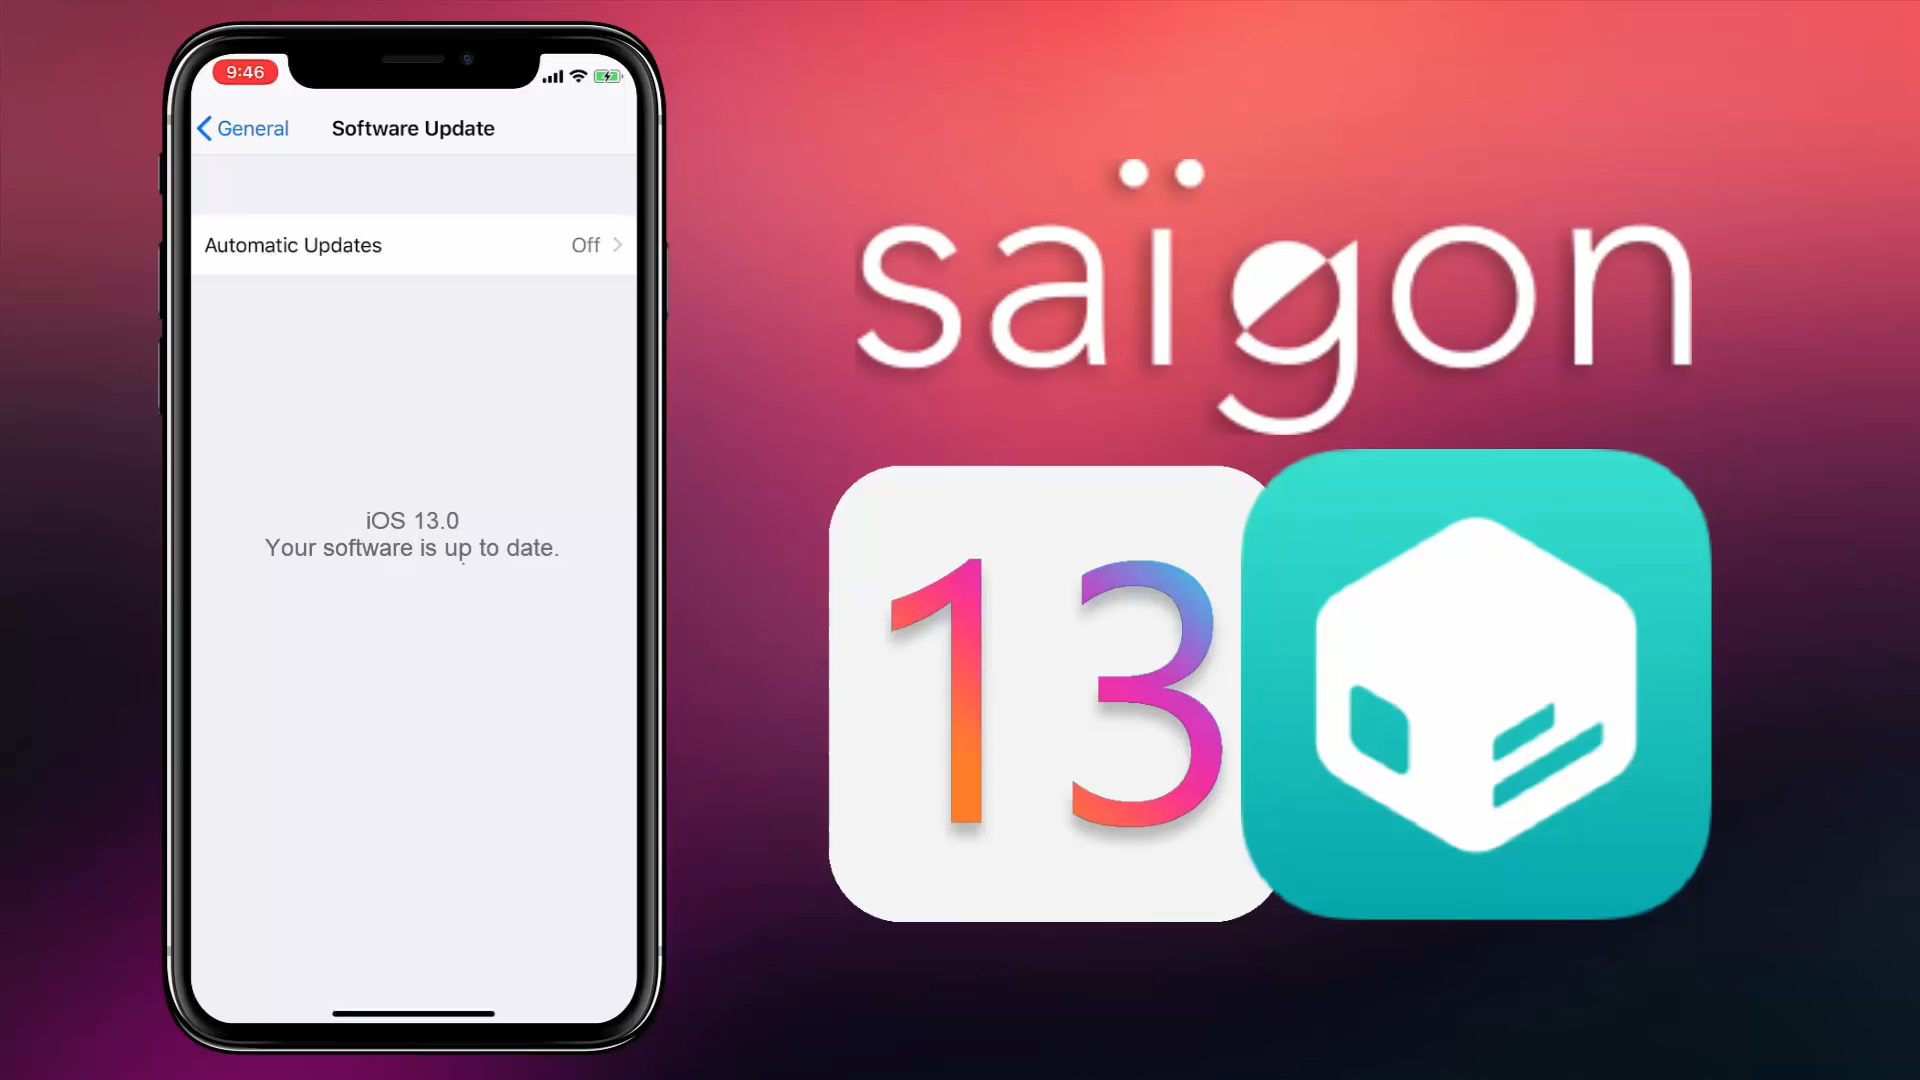 9:46
General
Software Update
Automatic Updates
Off
iOS 13.0
Your software is up to date.
saïgon
13